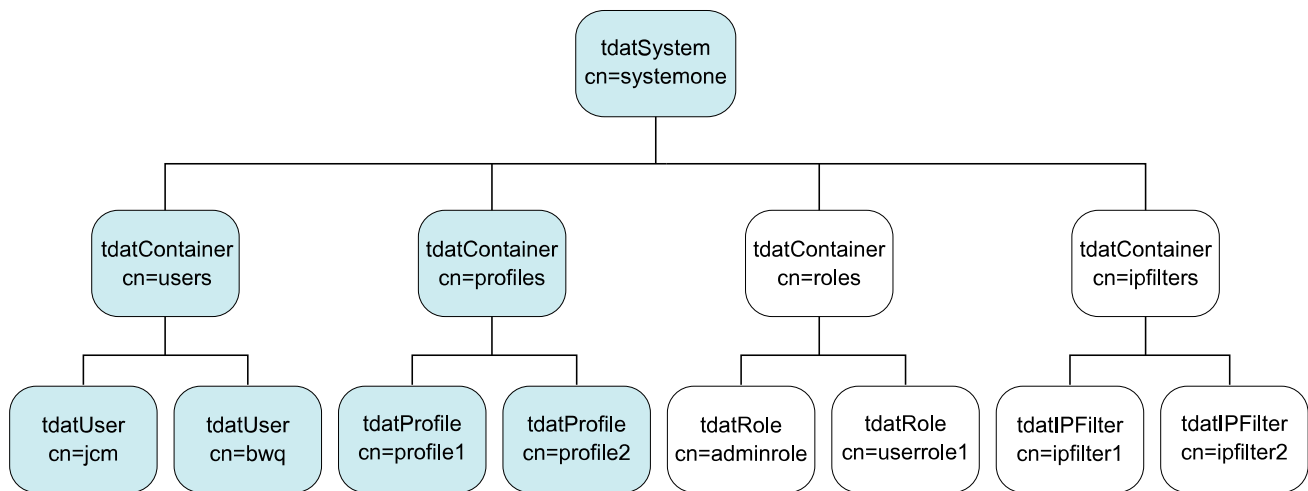 tdatSystem
cn=systemone
tdatContainer
cn=users
tdatContainer
cn=profiles
tdatContainer
cn=roles
tdatContainer
cn=ipfilters
tdatUser
cn=jcm
tdatUser
cn=bwq
tdatProfile
cn=profile1
tdatProfile
cn=profile2
tdatRole
cn=adminrole
tdatRole
cn=userrole1
tdatIPFilter
cn=ipfilter1
tdatIPFilter
cn=ipfilter2